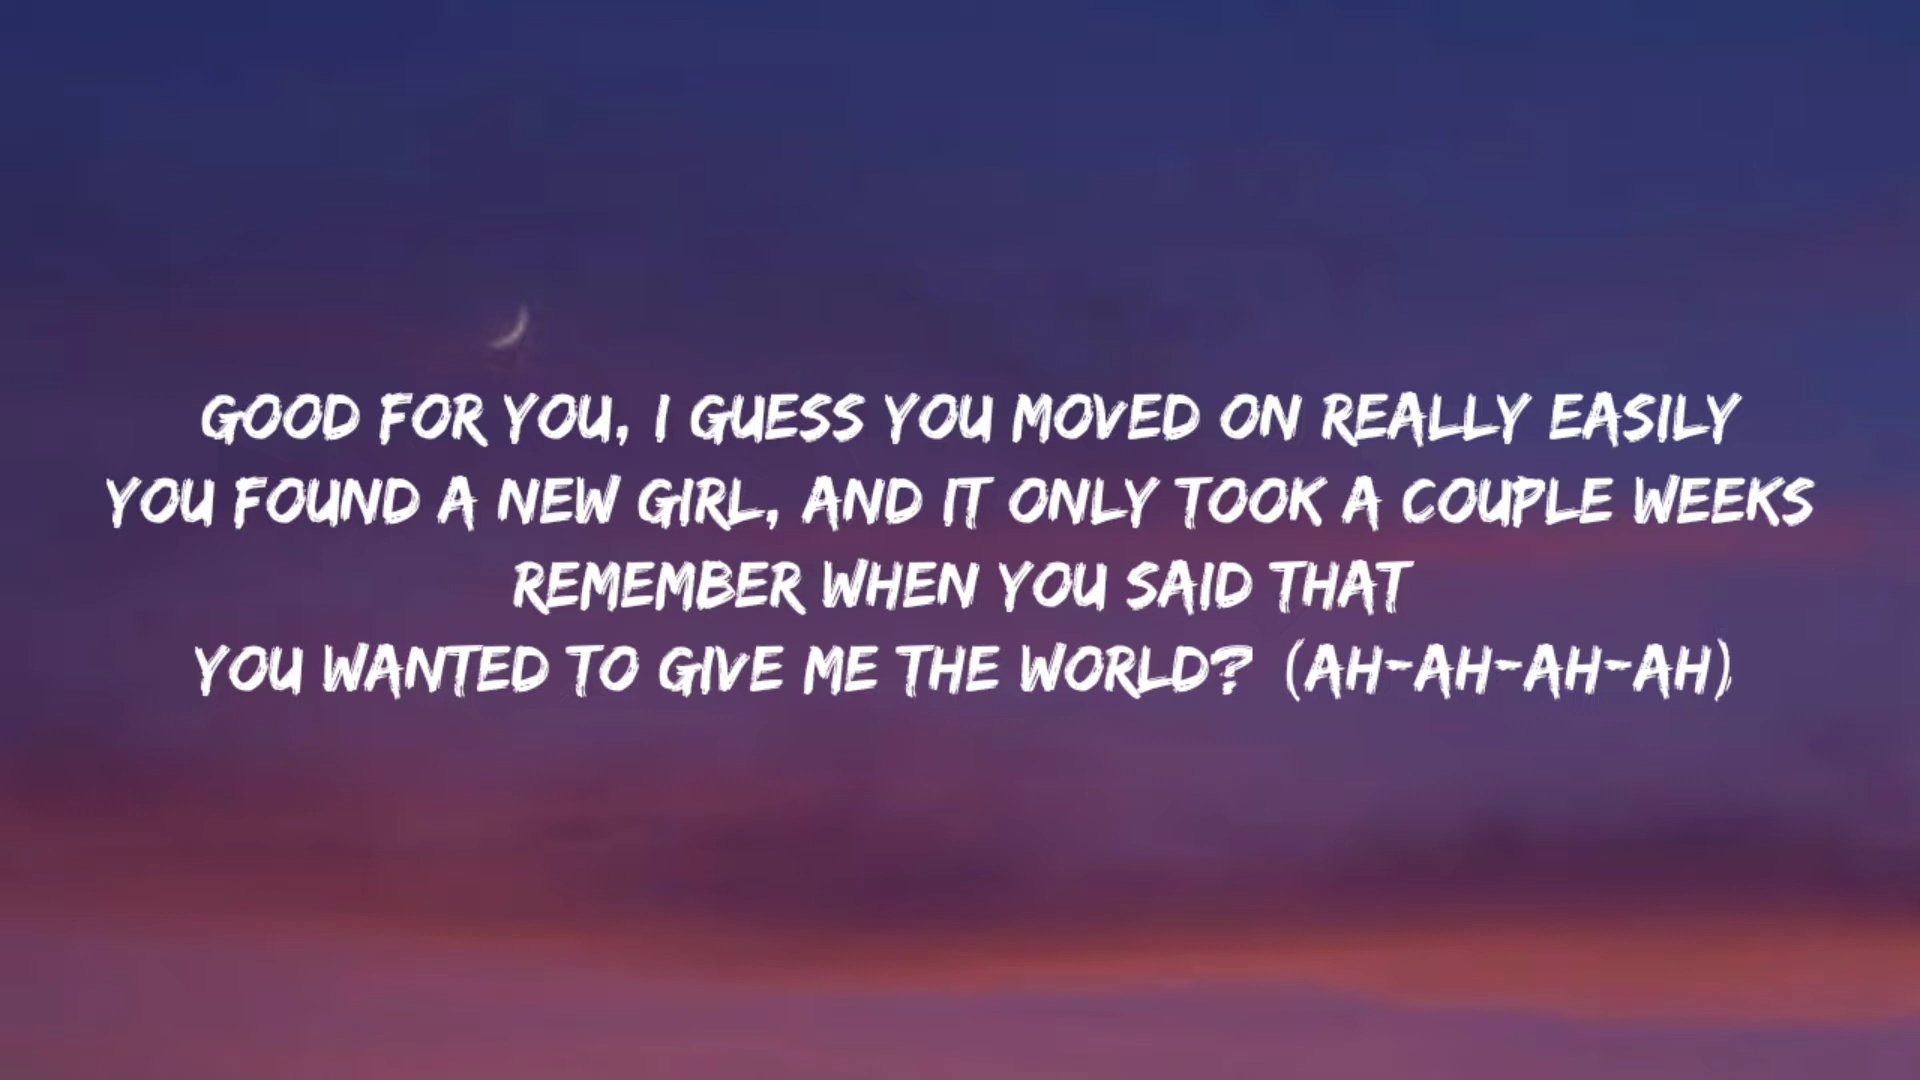 GOOD FOR YOU, I GUESS YOU MOVED ON REALLY EASILY
YOU FOUND A NEW GIRL, AND IT ONLY TOOK A COUPLE WEEKS
REMEMBER WHEN YOU SAID THAT
YOU WANTED TO GIVE ME THE WORLD? (AH-AH-AH-AH)